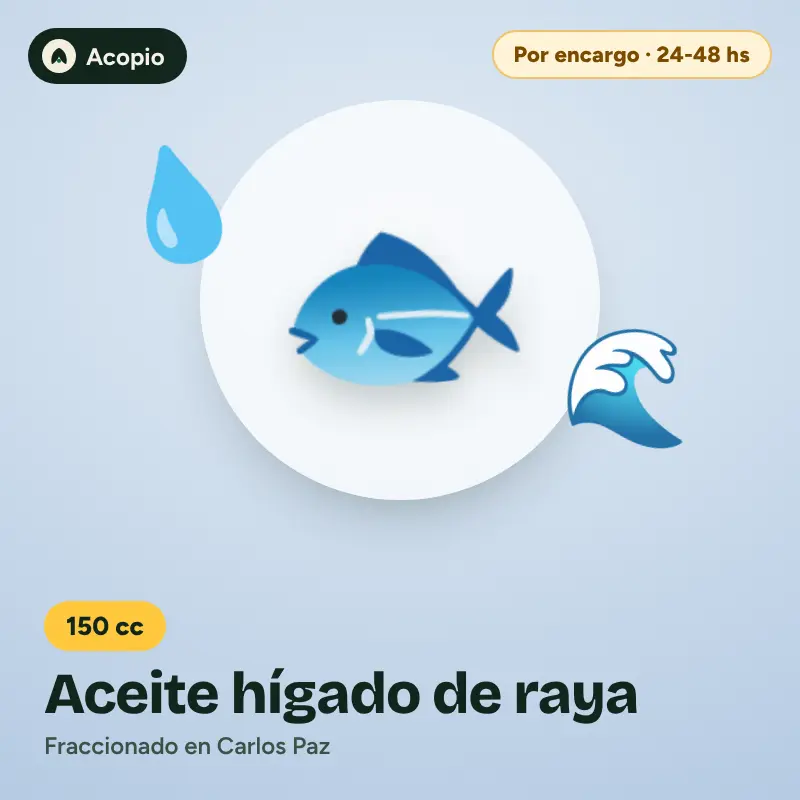 Acopio
Por encargo · 24-48 hs
150 cc
Aceite hígado de raya
Fraccionado en Carlos Paz